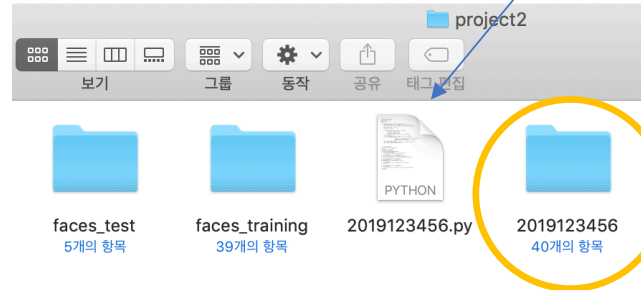 project2
보기 그룹 동작 공유 태그 편집
PYTHON
faces_test faces_training 2019123456.py 2019123456
5개의 항목 39개의 항목 40개의 항목